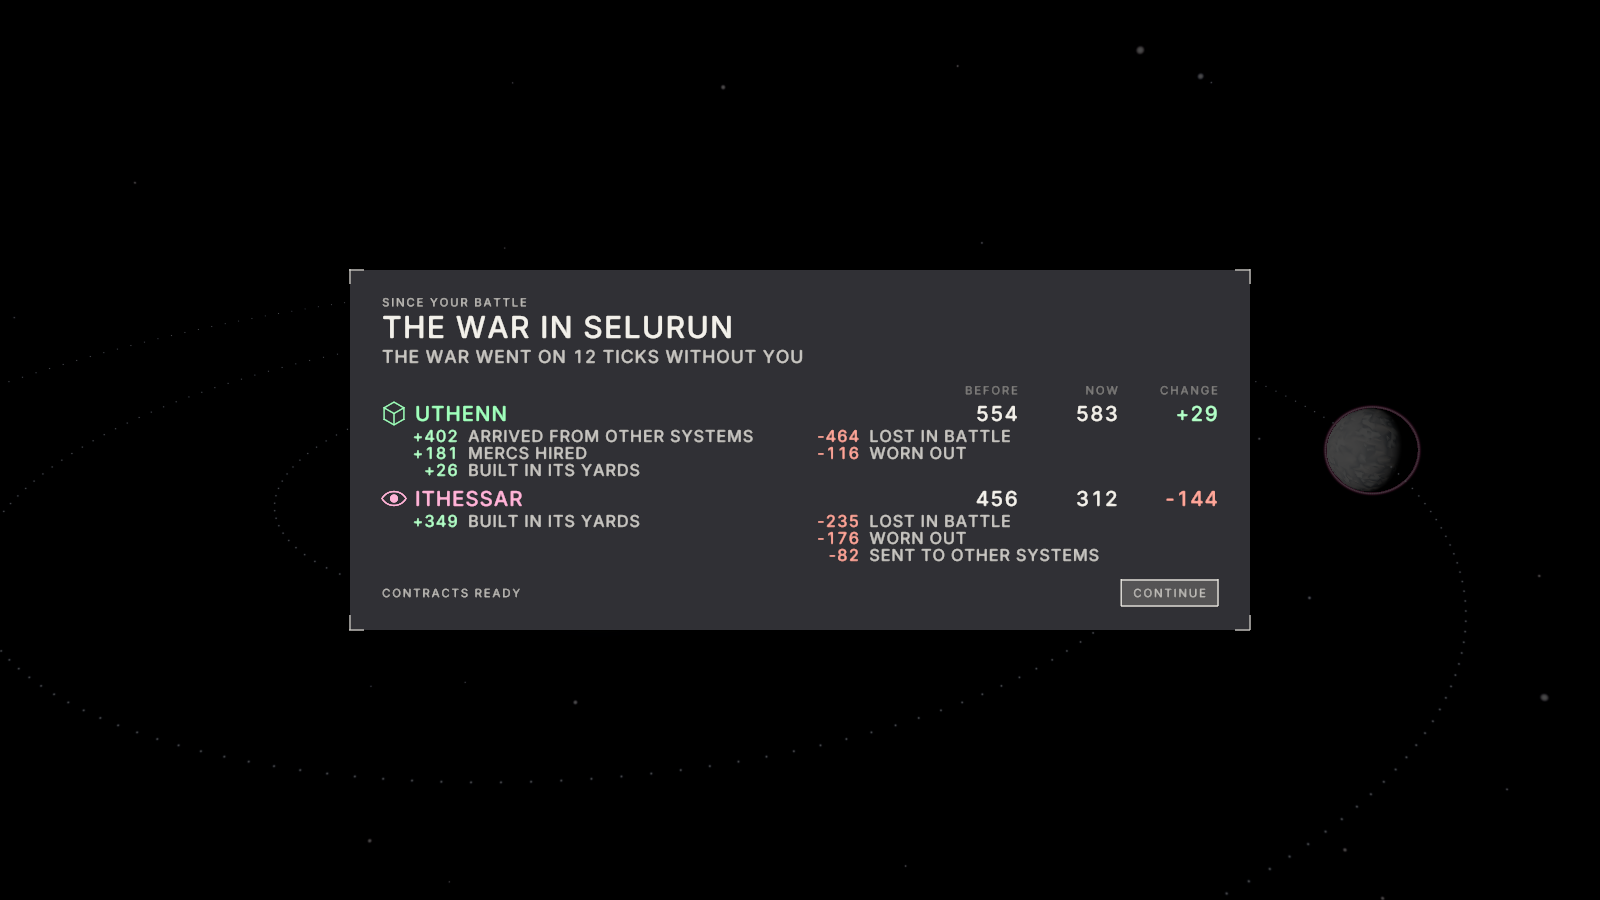 SINCE YOUR BATTLE
THE WAR IN SELURUN
THE WAR WENT ON 12 TICKS WITHOUT YOU
BEFORE NOW CHANGE
UTHENN 554 583 +29
+402 ARRIVED FROM OTHER SYSTEMS -464 LOST IN BATTLE
+181 MERCS HIRED -116 WORN OUT
+26 BUILT IN ITS YARDS
ITHESSAR 456 312 -144
+349 BUILT IN ITS YARDS -235 LOST IN BATTLE
-176 WORN OUT
-82 SENT TO OTHER SYSTEMS
CONTRACTS READY CONTINUE